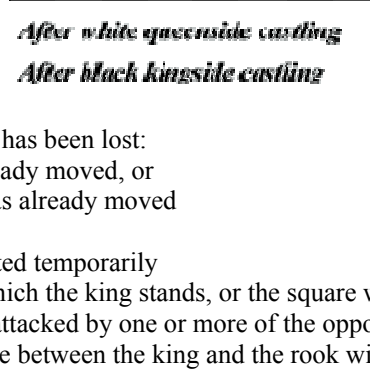 After white queenside castling
After black kingside castling
has been lost:
ady moved, or
s already moved
ted temporarily
hich the king stands, or the square w
attacked by one or more of the oppo
e between the king and the rook wi